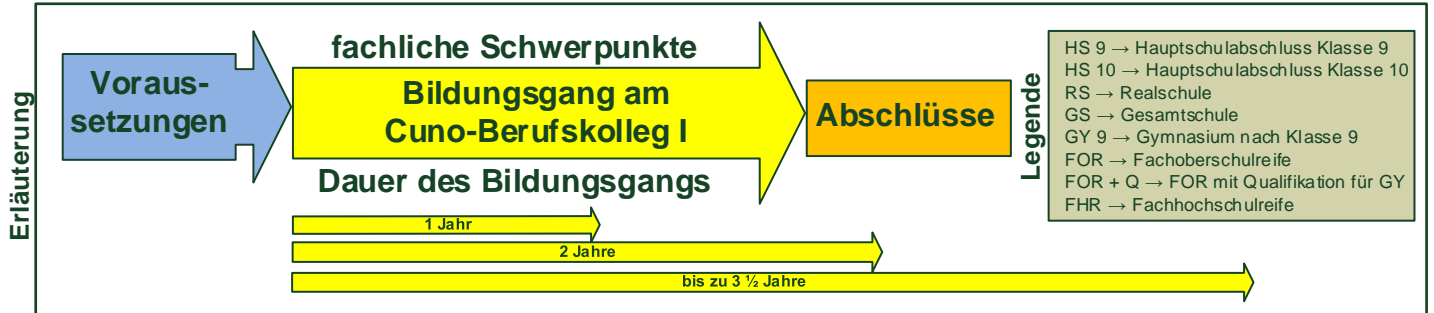 Erläuterung
Voraus-
setzungen
fachliche Schwerpunkte
Bildungsgang am
Cuno-Berufskolleg I
Dauer des Bildungsgangs
Abschlüsse
1 Jahr
2 Jahre
bis zu 3 ½ Jahre
Legende
HS 9 → Hauptschulabschluss Klasse 9
HS 10 → Hauptschulabschluss Klasse 10
RS → Realschule
GS → Gesamtschule
GY 9 → Gymnasium nach Klasse 9
FOR → Fachoberschulreife
FOR + Q → FOR mit Qualifikation für GY
FHR → Fachhochschulreife